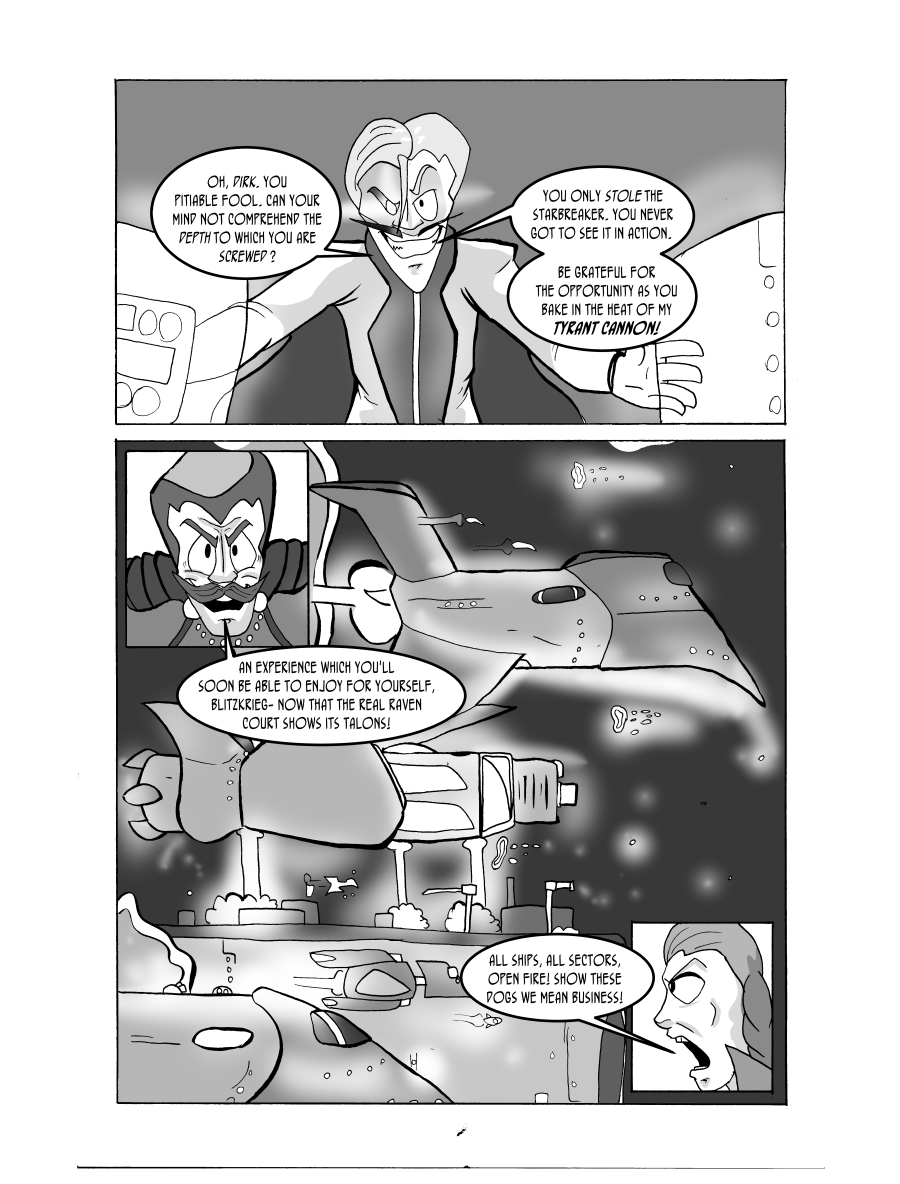 OH, DIRK. YOU
PITIABLE FOOL. CAN YOUR
MIND NOT COMPREHEND THE
DEPTH TO WHICH YOU ARE
SCREWED?
YOU ONLY STOLE THE
STARBREAKER. YOU NEVER
GOT TO SEE IT IN ACTION.
BE GRATEFUL FOR
THE OPPORTUNITY AS YOU
BAKE IN THE HEAT OF MY
TYRANT CANNON!
AN EXPERIENCE WHICH YOU'LL
SOON BE ABLE TO ENJOY FOR YOURSELF,
BLITZKRIEG- NOW THAT THE REAL RAVEN
COURT SHOWS ITS TALONS!
ALL SHIPS, ALL SECTORS,
OPEN FIRE! SHOW THESE
DOGS WE MEAN BUSINESS!